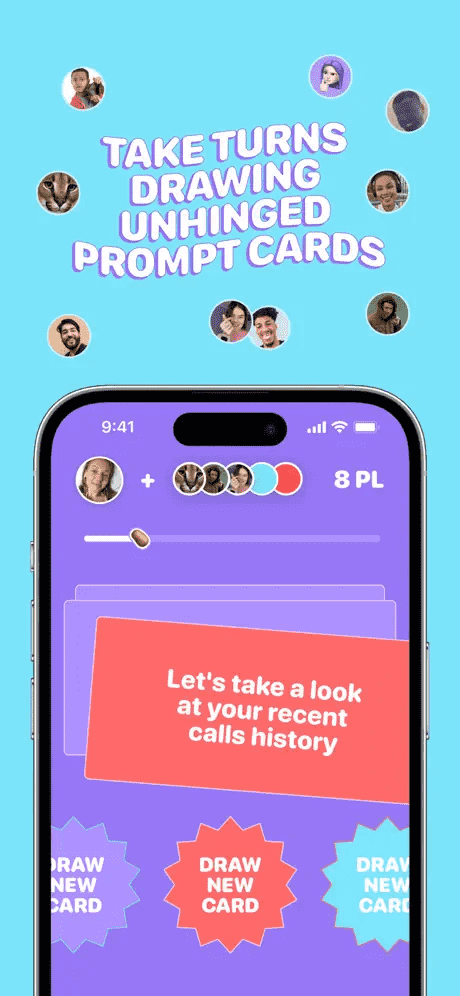 TAKE TURNS
DRAWING
UNHINGED
PROMPT CARDS
9:41
+
8 PL
Let's take a look
at your recent
calls history
DRAW
NEW
CARD
DRAW
NEW
CARD
DRAW
NEW
CARD